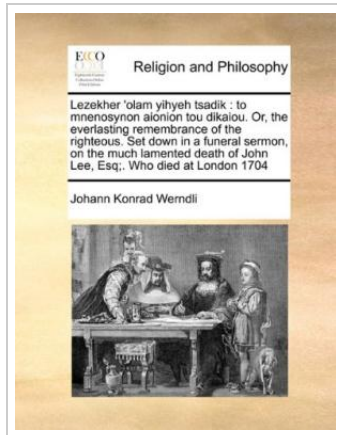 ECCO
Religion and Philosophy
Lezekher 'olam yihyeh tsadik : to
mnenosynon aionion tou dikaiou. Or, the
everlasting remembrance of the
righteous. Set down in a funeral sermon,
on the much lamented death of John
Lee, Esq;. Who died at London 1704
Johann Konrad Werndli